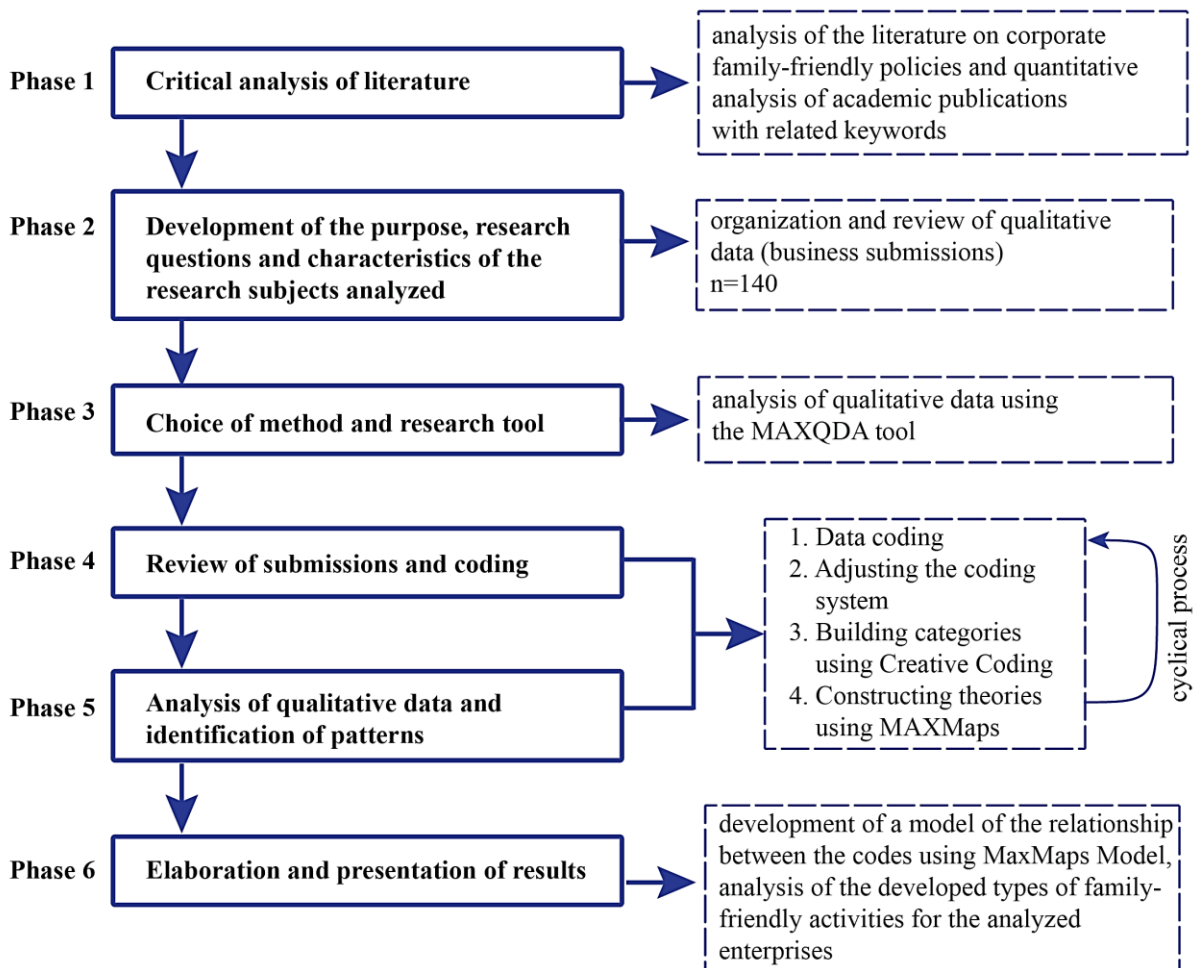 Phase 1
Critical analysis of literature
analysis of the literature on corporate
family-friendly policies and quantitative
analysis of academic publications
with related keywords
Phase 2
Development of the purpose, research
questions and characteristics of the
research subjects analyzed
organization and review of qualitative
data (business submissions)
n=140
Phase 3
Choice of method and research tool
analysis of qualitative data using
the MAXQDA tool
Phase 4
Review of submissions and coding
Phase 5
Analysis of qualitative data and
identification of patterns
1. Data coding
2. Adjusting the coding
system
3. Building categories
using Creative Coding
4. Constructing theories
using MAXMaps
cyclical process
Phase 6
Elaboration and presentation of results
development of a model of the relationship
between the codes using MaxMaps Model,
analysis of the developed types of family-
friendly activities for the analyzed
enterprises